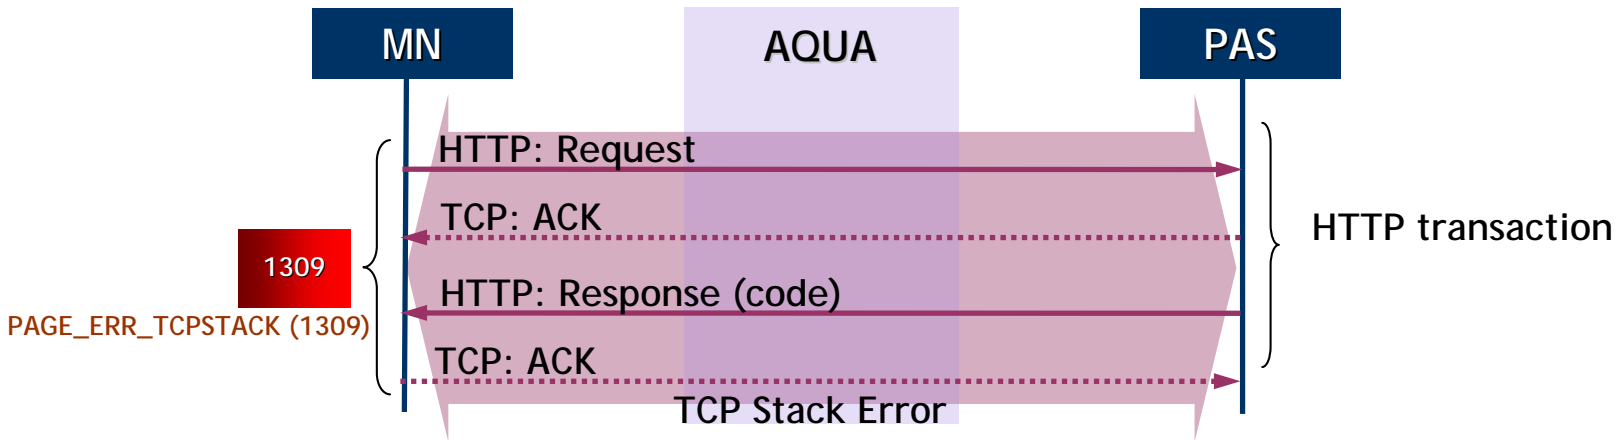 MN
AQUA
PAS
HTTP: Request
TCP: ACK
HTTP transaction
1309
HTTP: Response (code)
PAGE_ERR_TCPSTACK (1309)
TCP: ACK
TCP Stack Error